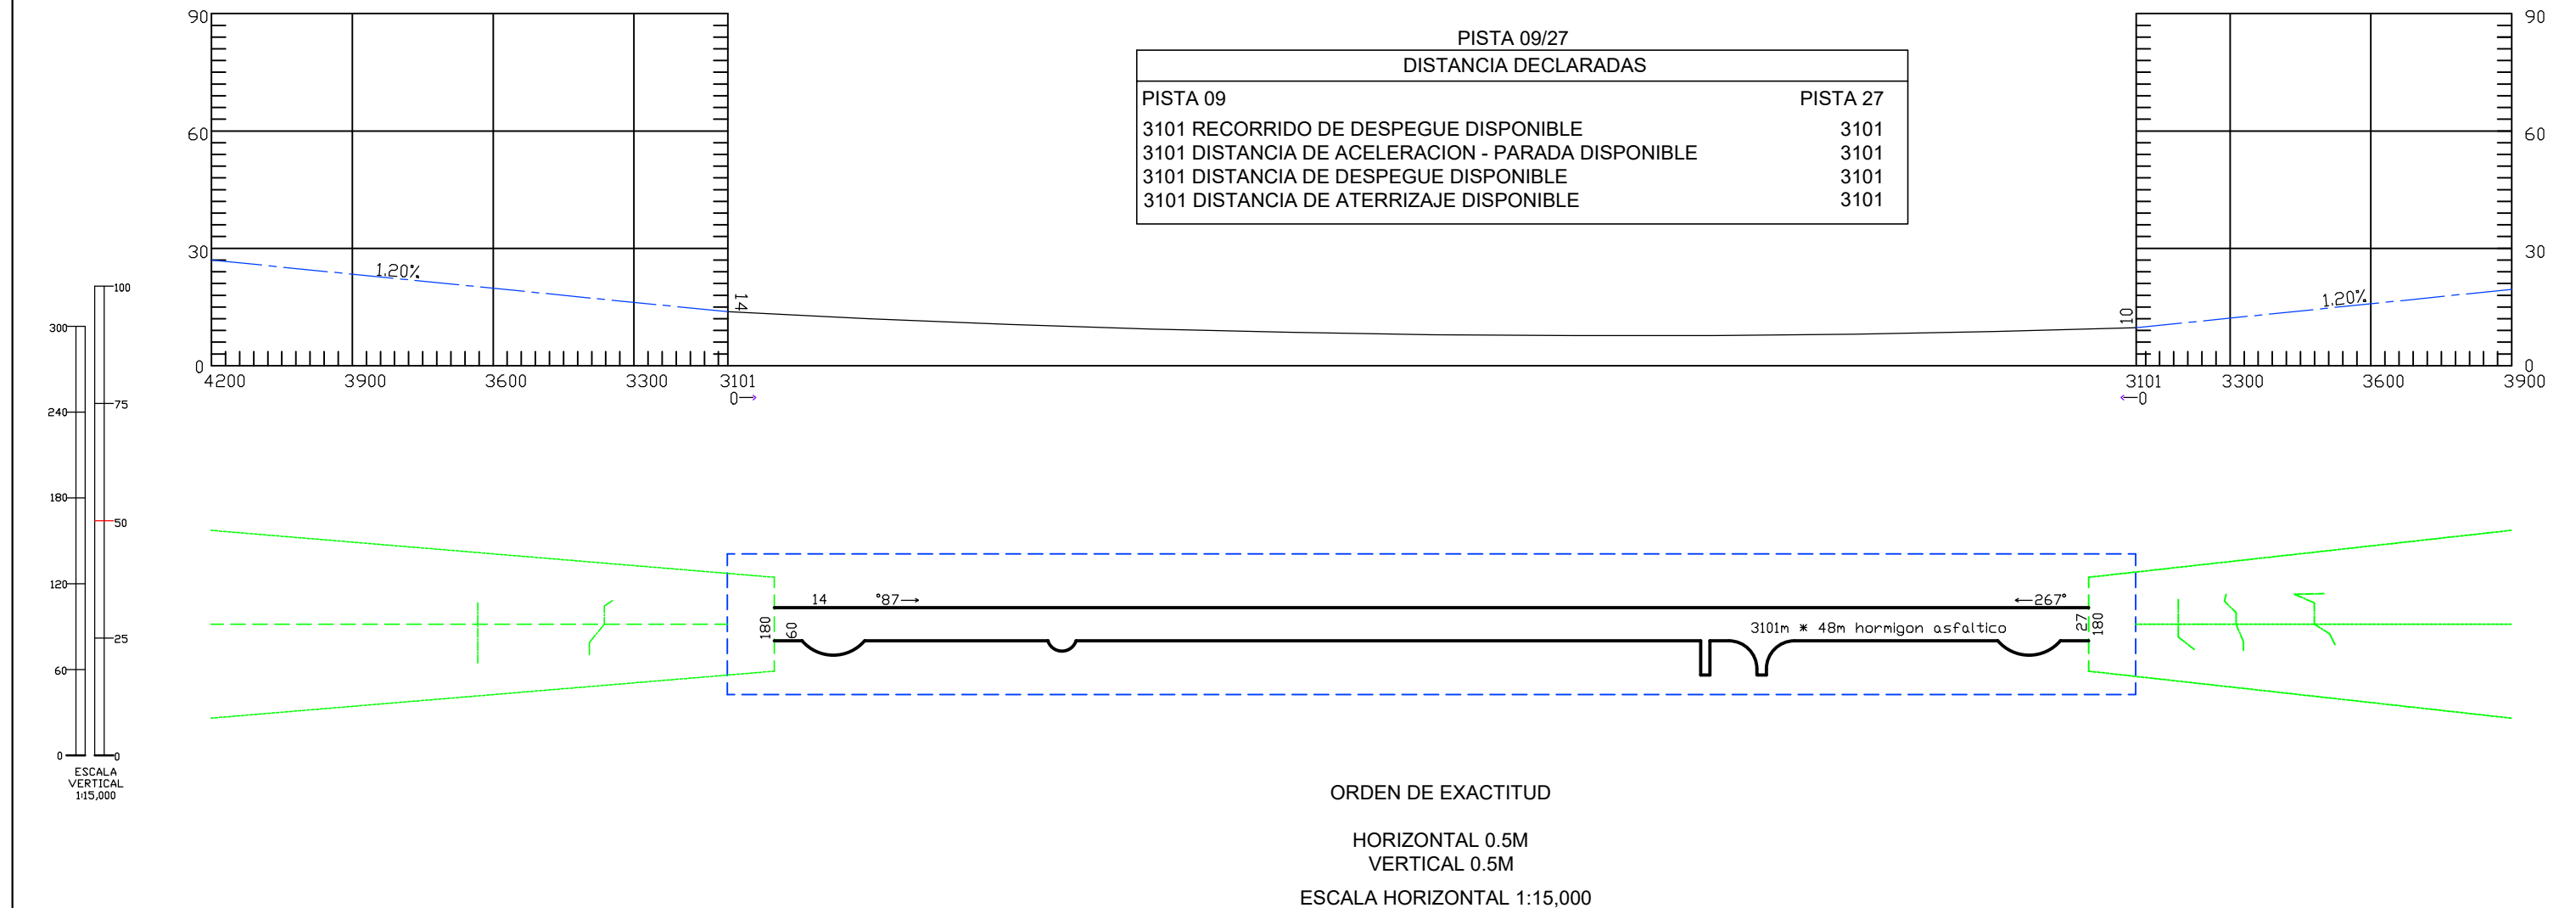 90
60
30
0
1.20%
14
4200 3900 3600 3300 3101
0→
PISTA 09/27
DISTANCIA DECLARADAS
PISTA 09 PISTA 27
3101 RECORRIDO DE DESPEGUE DISPONIBLE 3101
3101 DISTANCIA DE ACELERACION - PARADA DISPONIBLE 3101
3101 DISTANCIA DE DESPEGUE DISPONIBLE 3101
3101 DISTANCIA DE ATERRIZAJE DISPONIBLE 3101
90
60
30
0
1.20%
10
3101 3300 3600 3900
←0
300
240
180
120
60
0
100
75
50
25
0
ESCALA
VERTICAL
1:15,000
14 °87→
←267°
180
60
3101m * 48m hormigon asfaltico
27
180
ORDEN DE EXACTITUD
HORIZONTAL 0.5M
VERTICAL 0.5M
ESCALA HORIZONTAL 1:15,000